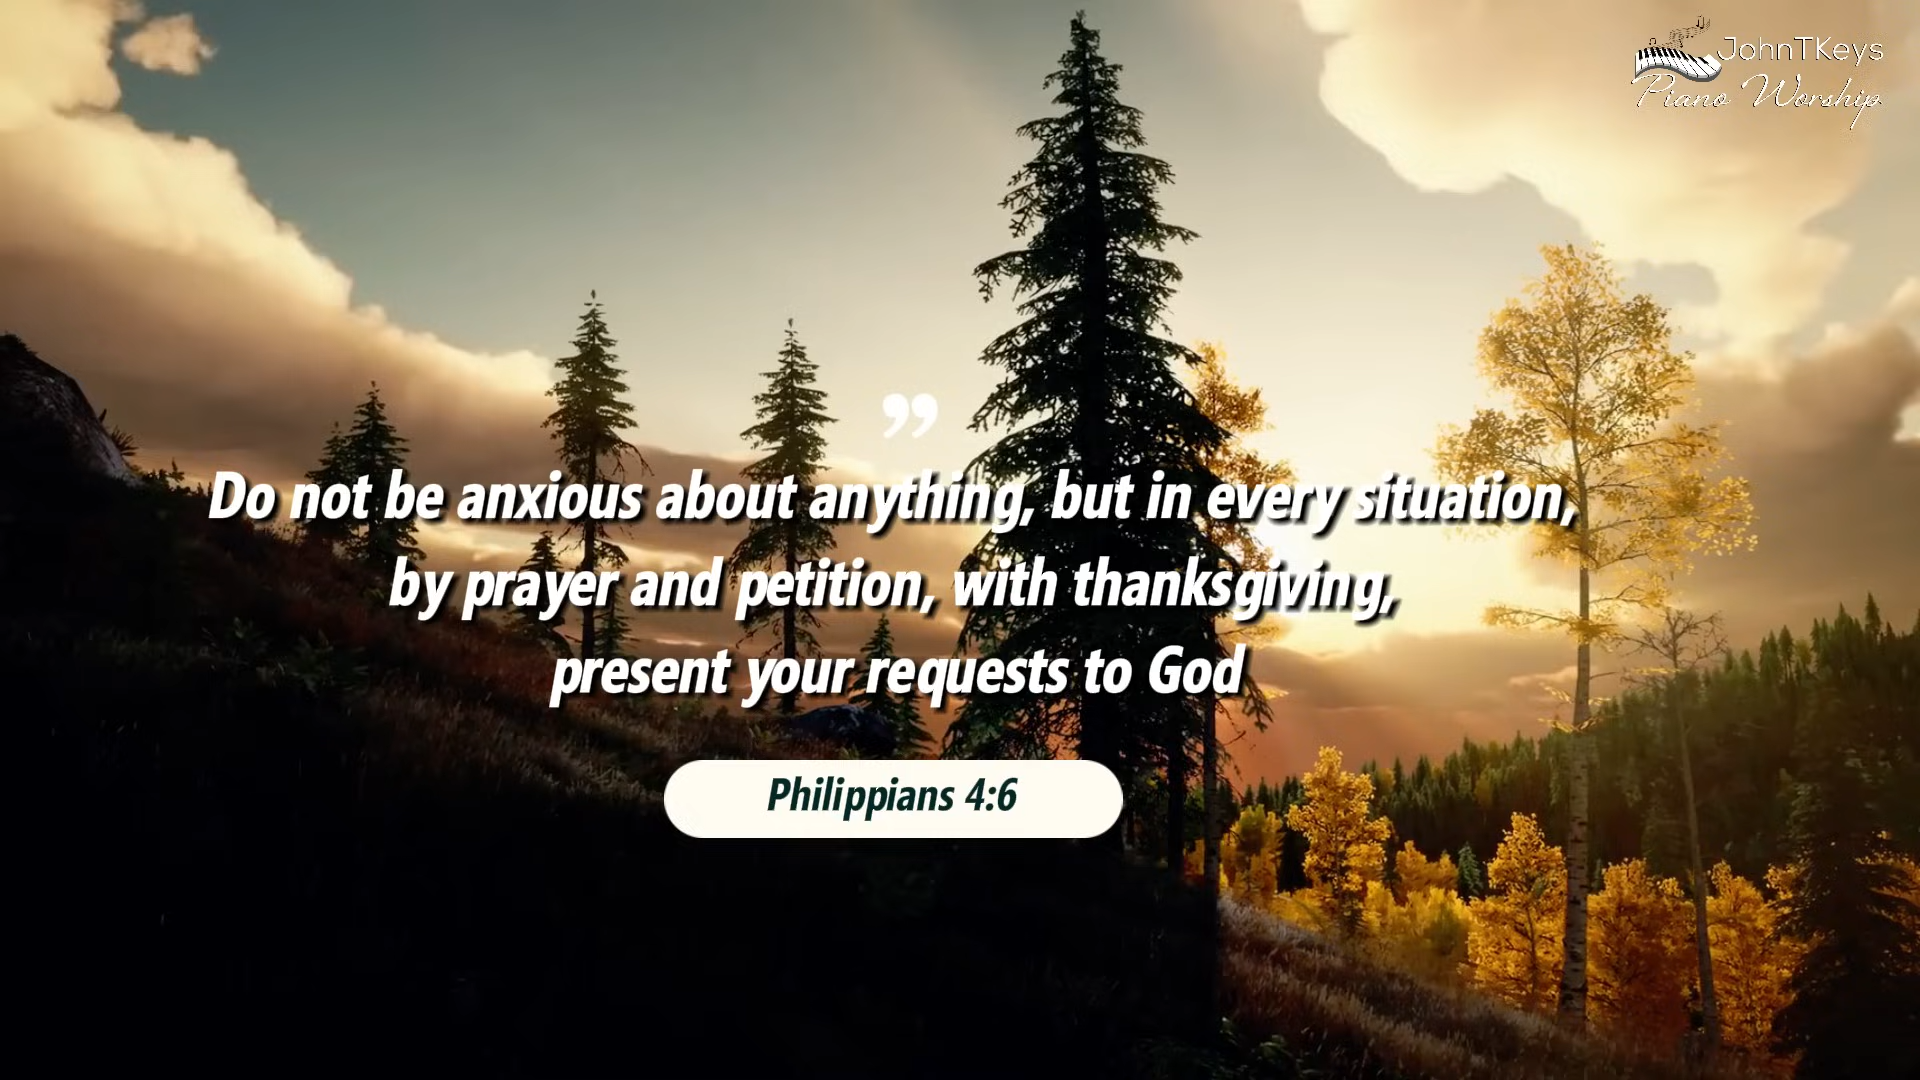 JohnTKeys
Piano Worship
”
Do not be anxious about anything, but in every situation,
by prayer and petition, with thanksgiving,
present your requests to God
Philippians 4:6